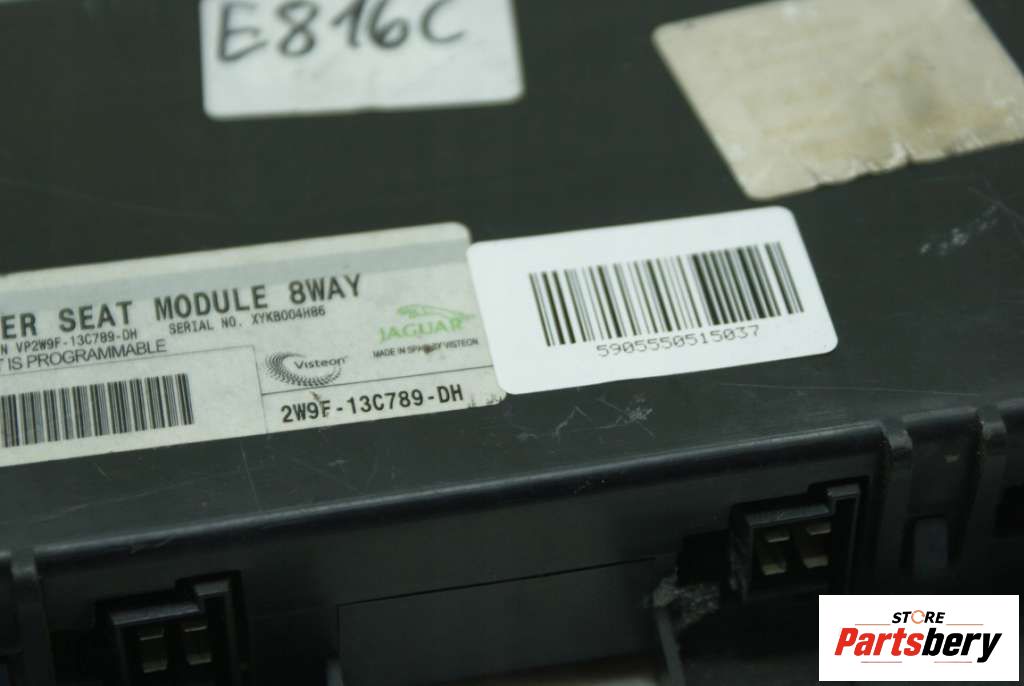 E816C
ER SEAT MODULE 8WAY
N VP2W9F-13C789-DH SERIAL NO. XYKB004H86
T IS PROGRAMMABLE
JAGUAR
MADE IN SPAIN BY VISTEON
Visteon
2W9F-13C789-DH
5905550515037
STORE
Partsbery